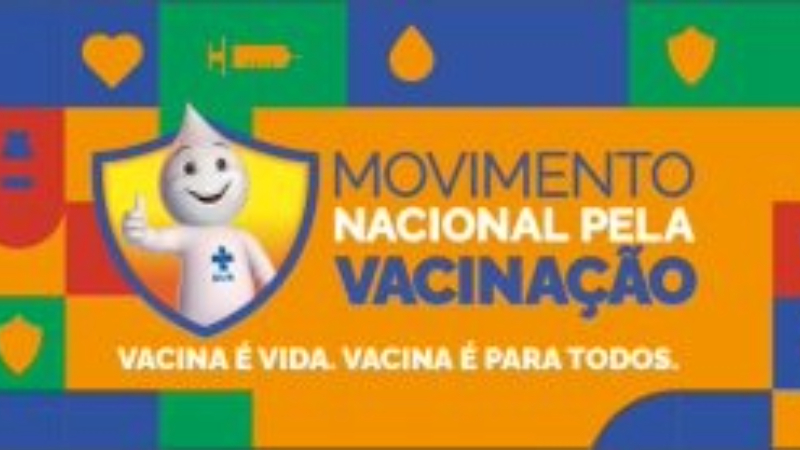 MOVIMENTO
NACIONAL PELA
VACINAÇÃO
VACINA É VIDA. VACINA É PARA TODOS.